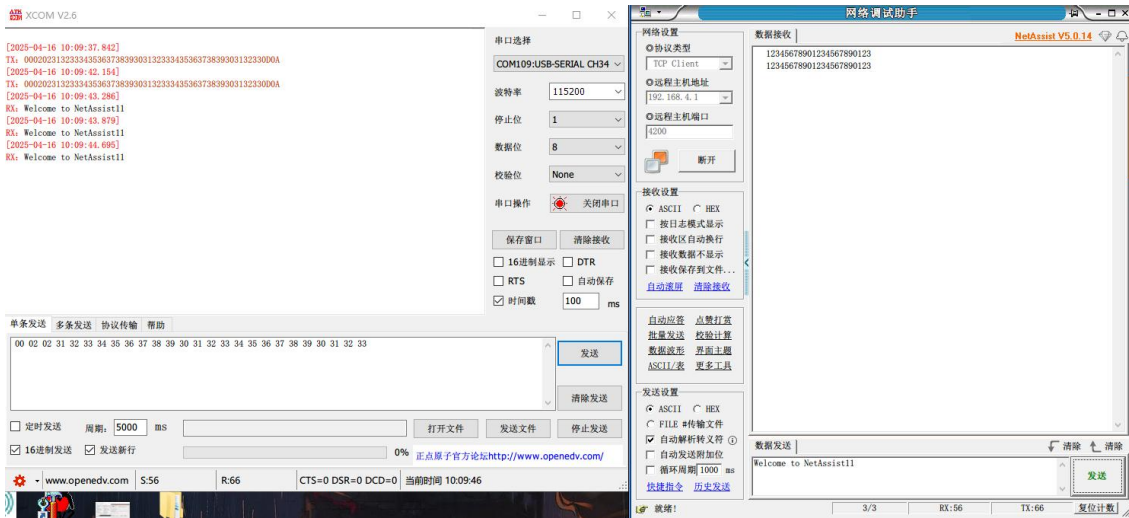 XCOM V2.6
[2025-04-16 10:09:37.842]
TX: 00020231323334353637383930313233343536373839303132330D0A
[2025-04-16 10:09:42.154]
TX: 00020231323334353637383930313233343536373839303132330D0A
[2025-04-16 10:09:43.286]
RX: Welcome to NetAssist11
[2025-04-16 10:09:43.879]
RX: Welcome to NetAssist11
[2025-04-16 10:09:44.695]
RX: Welcome to NetAssist11
串口选择
COM109:USB-SERIAL CH34
波特率 115200
停止位 1
数据位 8
校验位 None
串口操作 关闭串口
保存窗口 清除接收
16进制显示 DTR
RTS 自动保存
时间戳 100 ms
单条发送 多条发送 协议传输 帮助
00 02 02 31 32 33 34 35 36 37 38 39 30 31 32 33 34 35 36 37 38 39 30 31 32 33
发送
清除发送
定时发送 周期: 5000 ms 打开文件 发送文件 停止发送
16进制发送 发送新行 0% 正点原子官方论坛http://www.openedv.com/
www.openedv.com S:56 R:66 CTS=0 DSR=0 DCD=0 当前时间 10:09:46
网络调试助手
网络设置
协议类型
TCP Client
远程主机地址
192.168.4.1
远程主机端口
4200
断开
接收设置
ASCII HEX
按日志模式显示
接收区自动换行
接收数据不显示
接收保存到文件...
自动滚屏 清除接收
自动应答 点赞打赏
批量发送 校验计算
数据波形 界面主题
ASCII/表 更多工具
发送设置
ASCII HEX
FILE #传输文件
自动解析转义符
自动发送附加位
循环周期 1000 ms
快捷指令 历史发送
数据接收 NetAssist V5.0.14
12345678901234567890123
12345678901234567890123
数据发送 清除 清除
Welcome to NetAssist11
发送
就绪! 3/3 RX:56 TX:66 复位计数